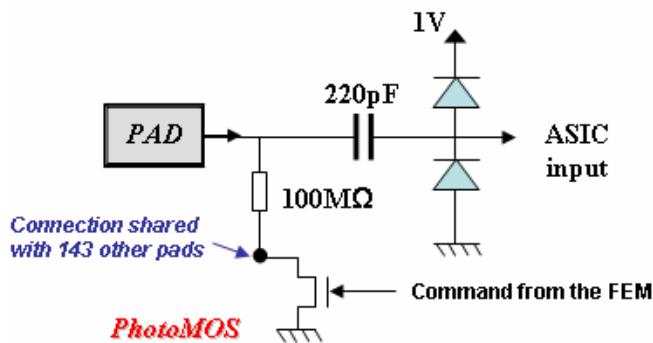 1V
220pF
PAD
ASIC
input
100MΩ
Connection shared
with 143 other pads
Command from the FEM
PhotoMOS